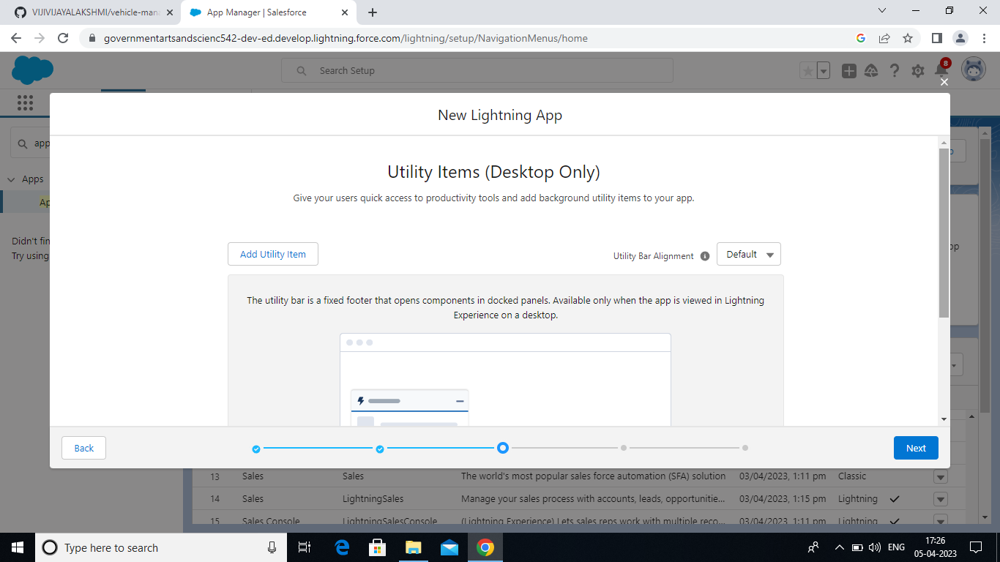 VIJIVIJAYALAKSHMI/vehicle-mana
App Manager | Salesforce
governmentartsandscienc542-dev-ed.develop.lightning.force.com/lightning/setup/NavigationMenus/home
Search Setup
8
New Lightning App
app
Apps
Ap
Didn't fin
Try using
Utility Items (Desktop Only)
Give your users quick access to productivity tools and add background utility items to your app.
Add Utility Item
Utility Bar Alignment
Default
The utility bar is a fixed footer that opens components in docked panels. Available only when the app is viewed in Lightning
Experience on a desktop.
Back
Next
13 Sales Sales The world's most popular sales force automation (SFA) solution 03/04/2023, 1:11 pm Classic
14 Sales LightningSales Manage your sales process with accounts, leads, opportunitie... 03/04/2023, 1:15 pm Lightning
15 Sales Console LightningSalesConsole (Lightning Experience) Lets sales reps work with multiple reco... 03/04/2023, 1:11 pm Lightning
Type here to search
ENG
17:26
05-04-2023